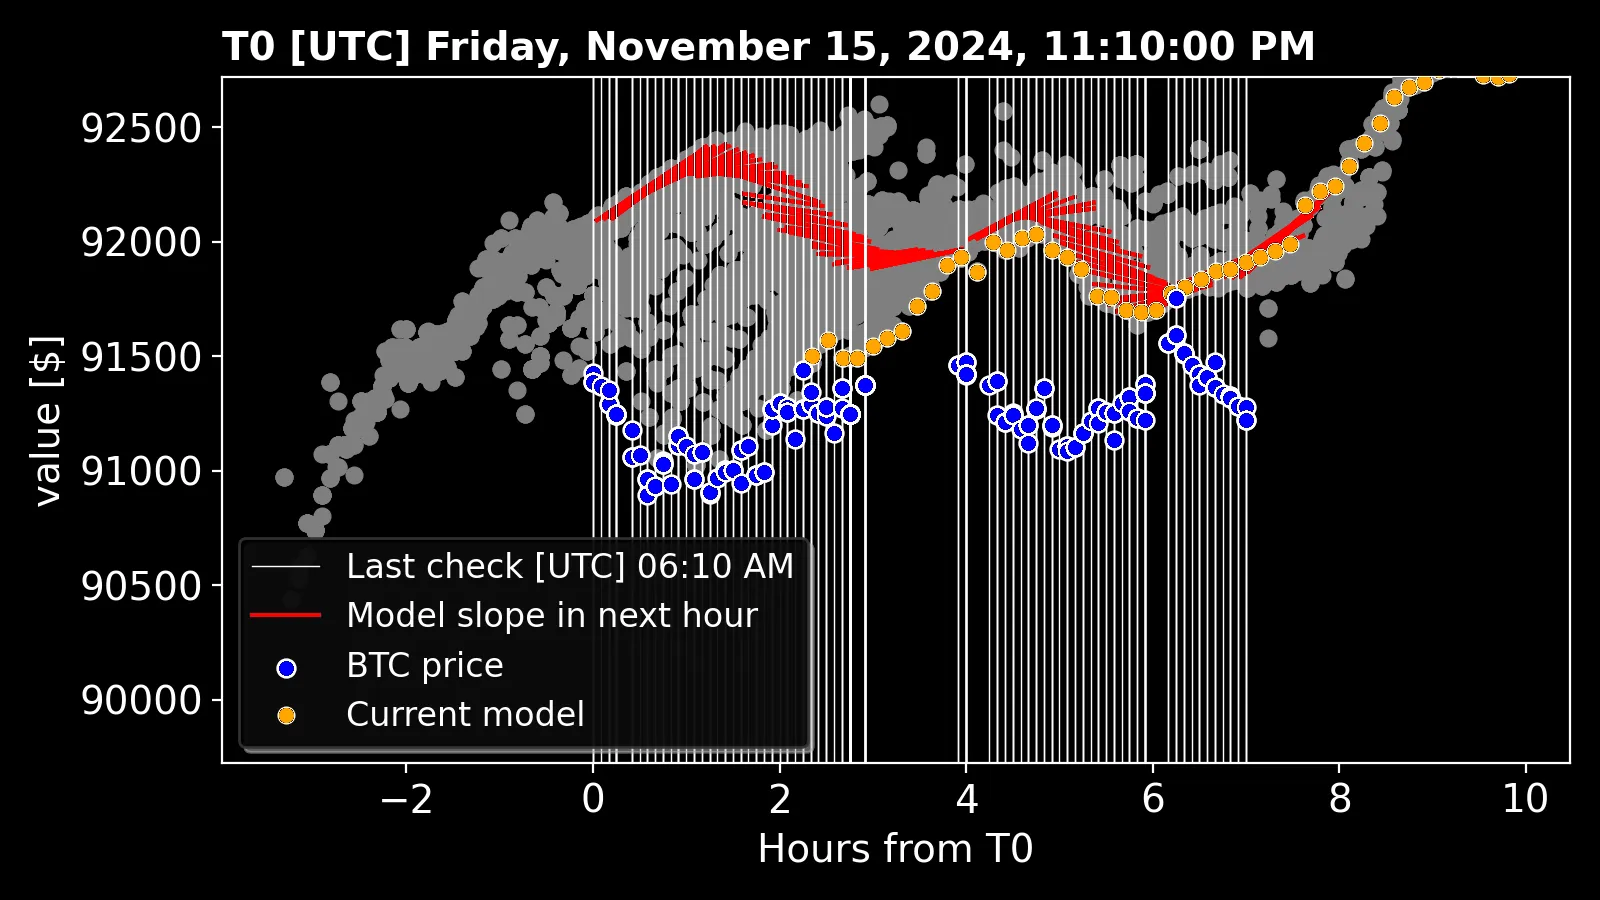 T0 [UTC] Friday, November 15, 2024, 11:10:00 PM
value [$]
92500
92000
91500
91000
90500
90000
Last check [UTC] 06:10 AM
Model slope in next hour
BTC price
Current model
−2 0 2 4 6 8 10
Hours from T0